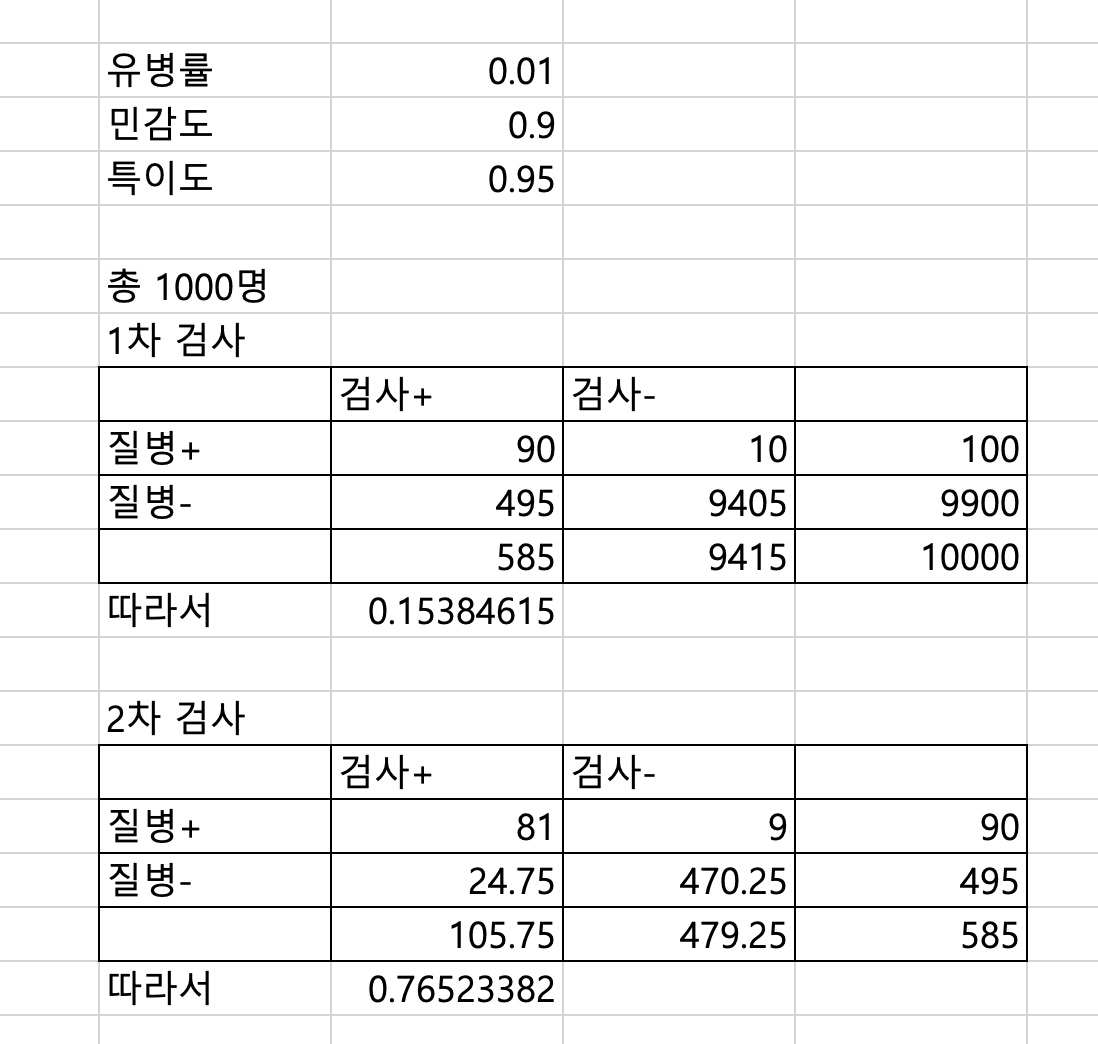 유병률 0.01
민감도 0.9
특이도 0.95
총 1000명
1차 검사
검사+ 검사-
질병+ 90 10 100
질병- 495 9405 9900
585 9415 10000
따라서 0.15384615
2차 검사
검사+ 검사-
질병+ 81 9 90
질병- 24.75 470.25 495
105.75 479.25 585
따라서 0.76523382